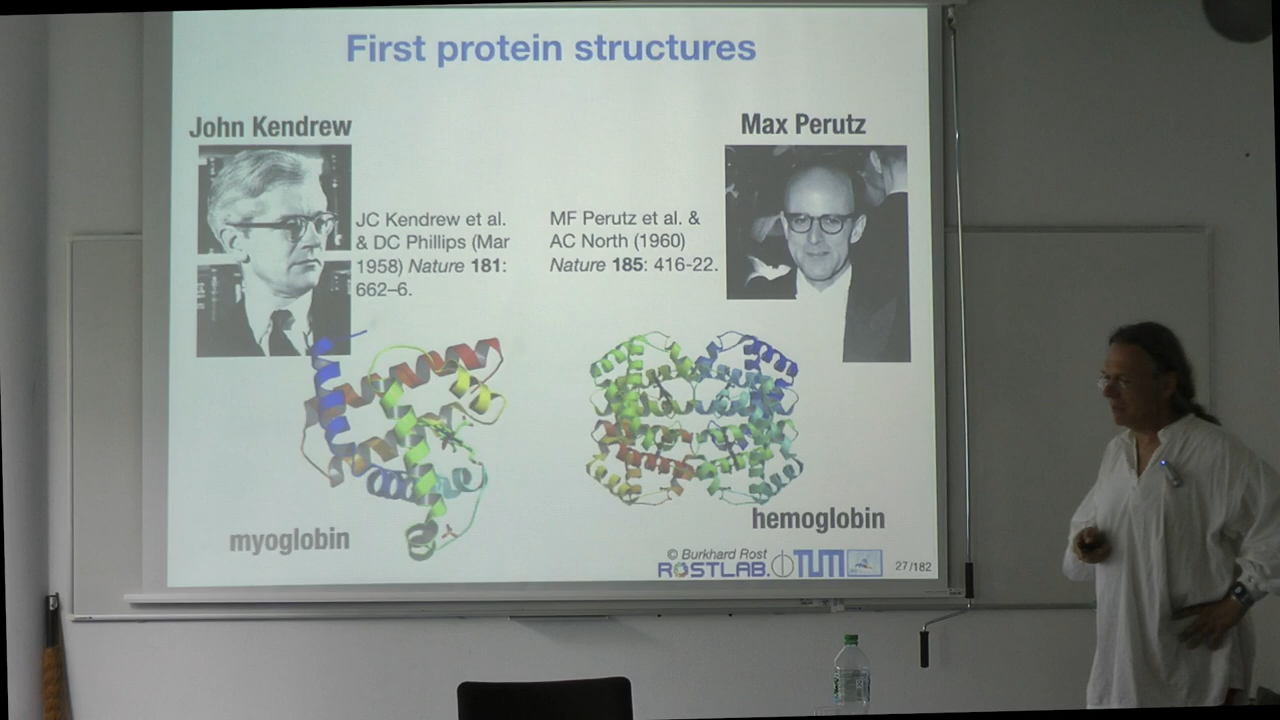 First protein structures
John Kendrew
JC Kendrew et al.
& DC Phillips (Mar
1958) Nature 181:
662–6.
MF Perutz et al. &
AC North (1960)
Nature 185: 416-22.
Max Perutz
myoglobin
hemoglobin
© Burkhard Rost
ROSTLAB.
TUM
27/182